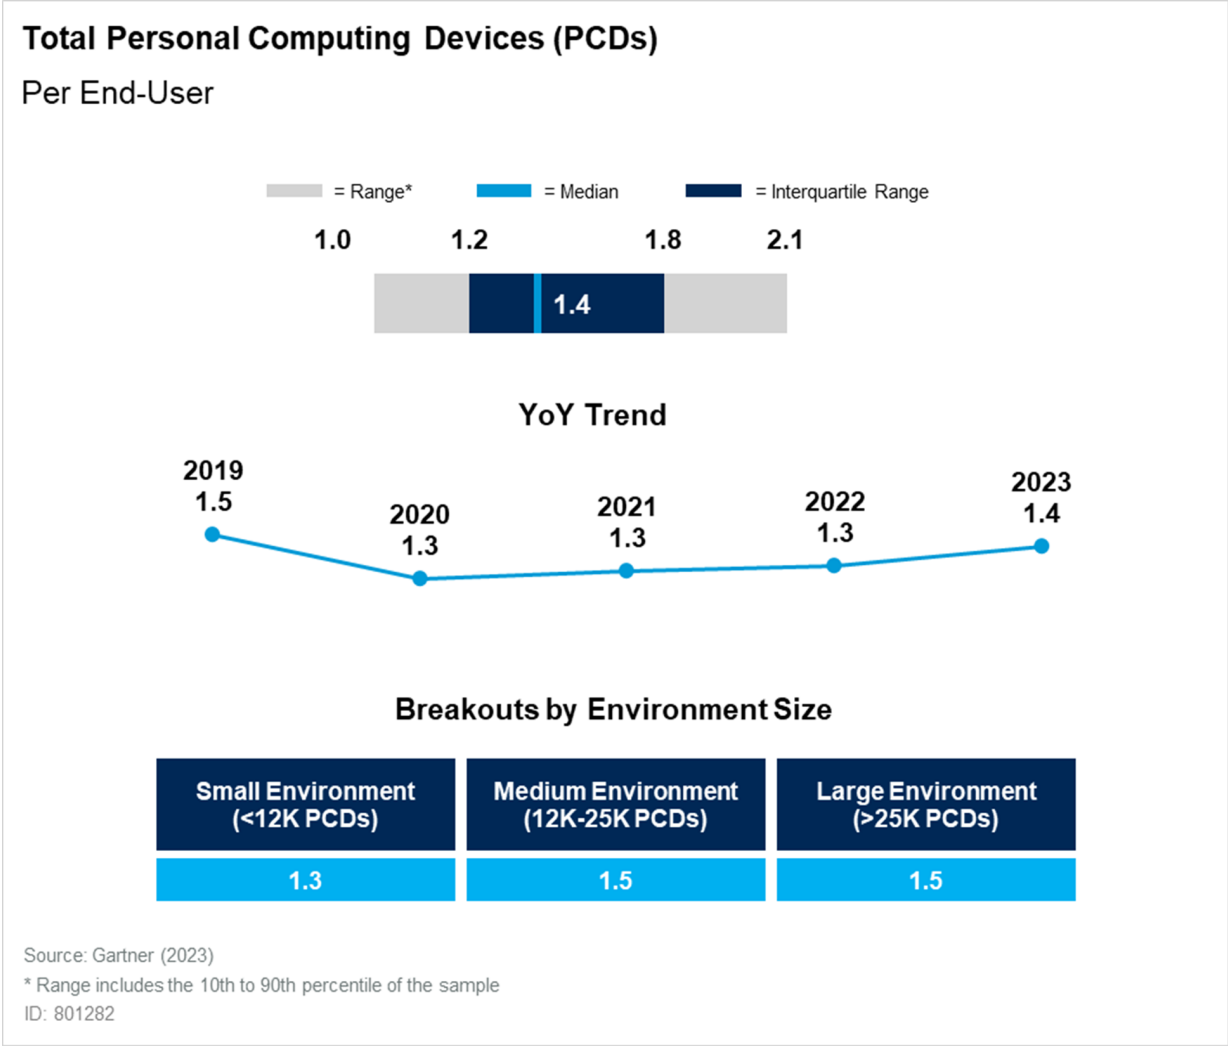 Total Personal Computing Devices (PCDs)
Per End-User
= Range* = Median = Interquartile Range
1.0 1.2 1.8 2.1
1.4
YoY Trend
2019
1.5
2020
1.3
2021
1.3
2022
1.3
2023
1.4
Breakouts by Environment Size
Small Environment
(<12K PCDs)
1.3
Medium Environment
(12K-25K PCDs)
1.5
Large Environment
(>25K PCDs)
1.5
Source: Gartner (2023)
* Range includes the 10th to 90th percentile of the sample
ID: 801282